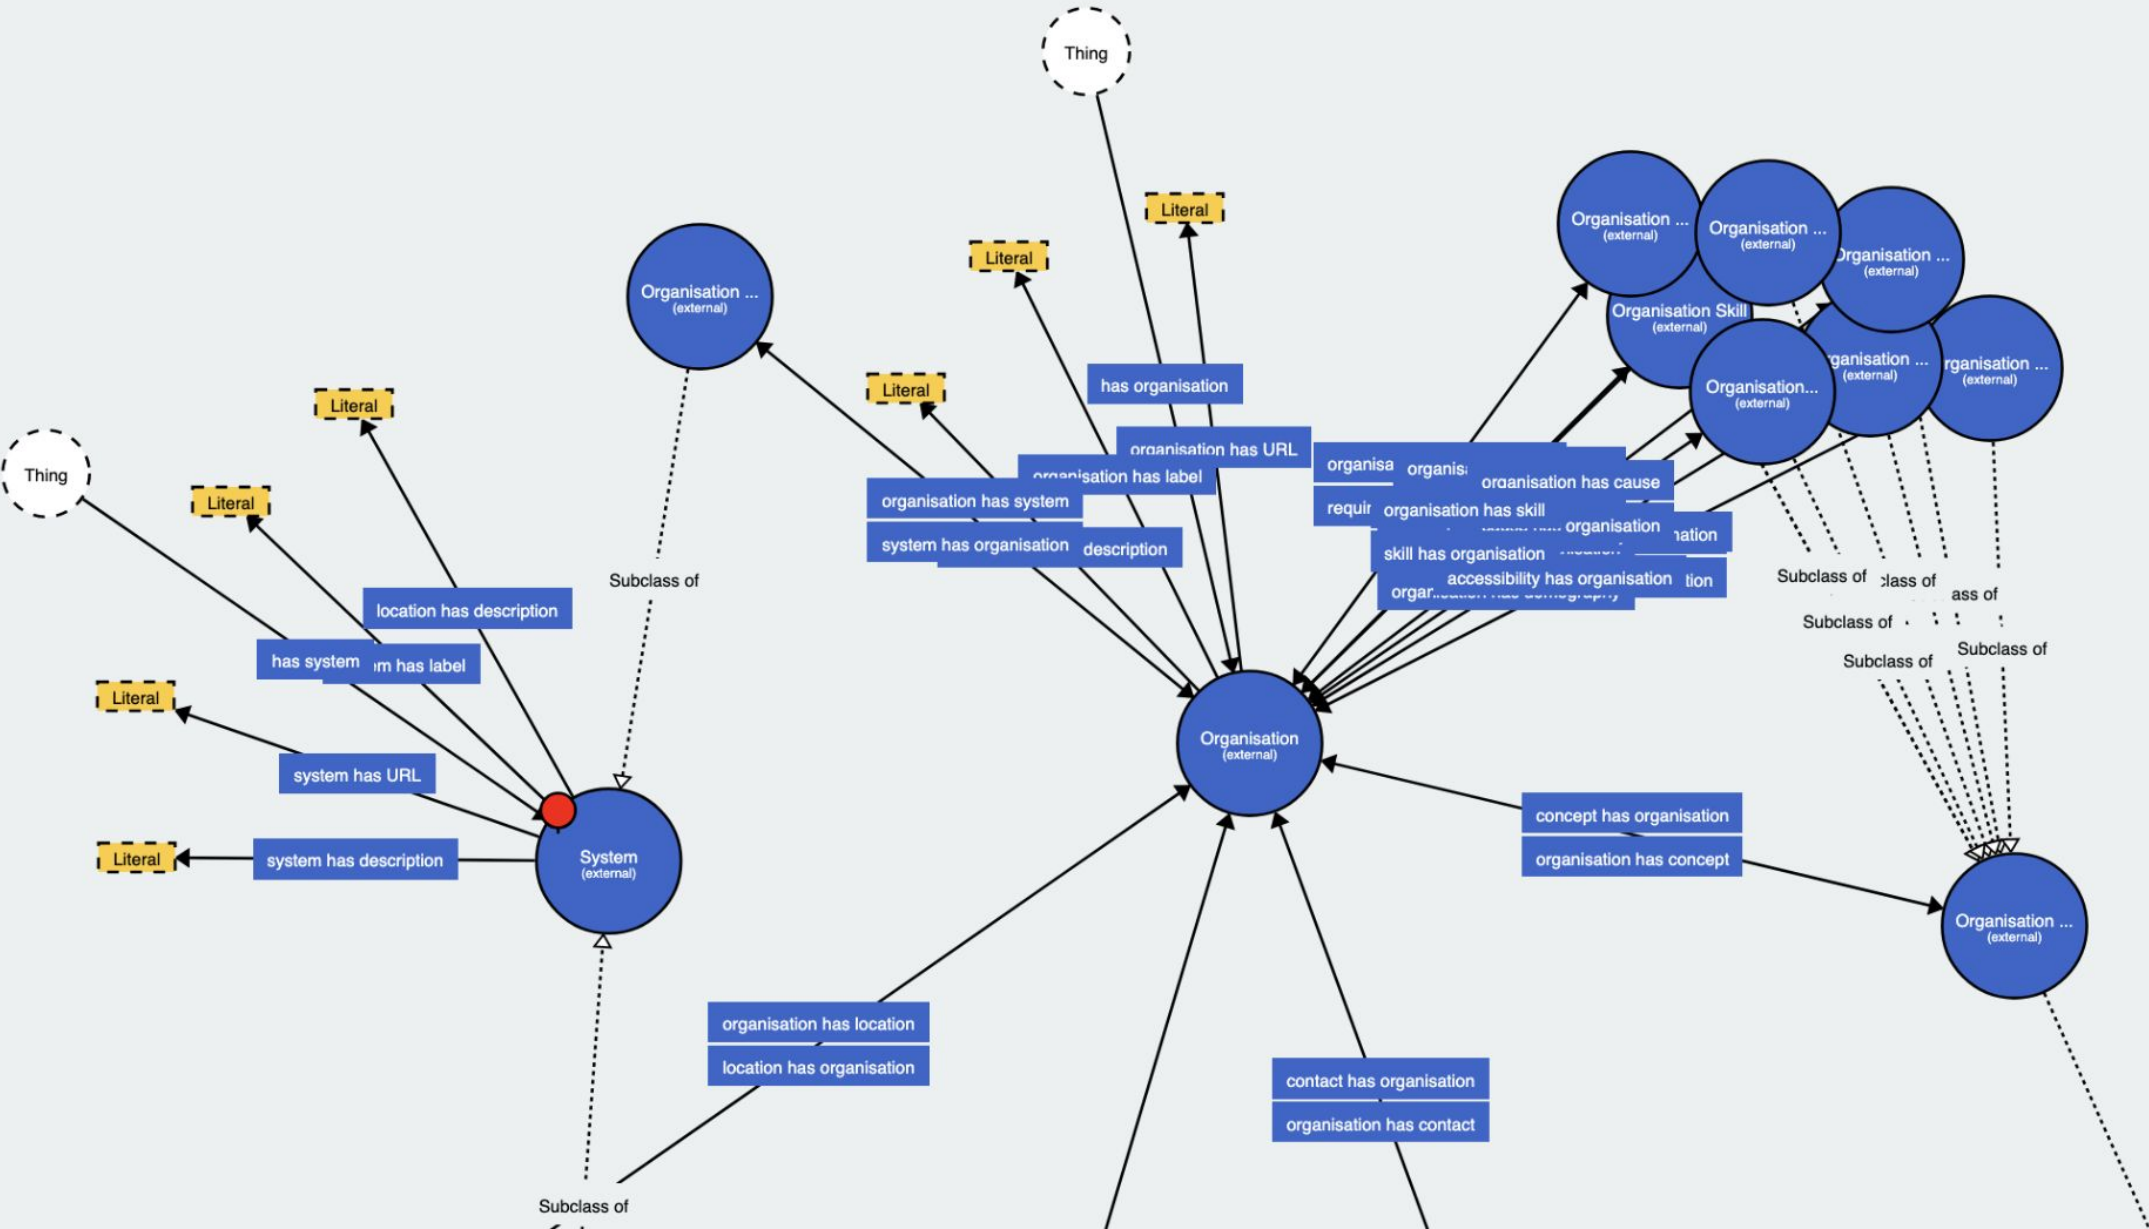 Thing
Literal
Literal
Organisation ...
(external)
Organisation ...
(external)
Organisation ...
(external)
Organisation ...
(external)
Organisation Skill
(external)
Organisation...
(external)
...
(external)
...
(external)
Literal
has organisation
Literal
Thing
Literal
organisation has URL
organisation has label
organisation has system
system has organisation
description
organisation has cause
organisation has skill
organisation
skill has organisation
accessibility has organisation
Subclass of
Subclass of
of
of
Subclass of
Subclass of
Subclass of
location has description
has system
has label
Literal
system has URL
Literal
system has description
System
(external)
Organisation
(external)
concept has organisation
organisation has concept
Organisation ...
(external)
organisation has location
location has organisation
contact has organisation
organisation has contact
Subclass of